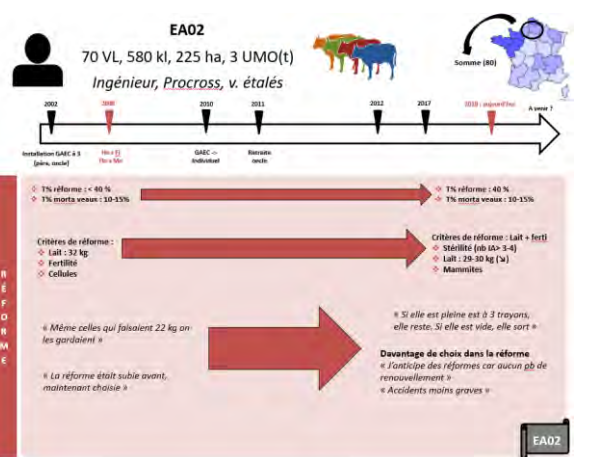 EA02
70 VL, 580 kl, 225 ha, 3 UMO(t)
Ingénieur, Procross, v. étalés
Somme (80)
2002
2010
2011
2012
2017
2018 : aujourd'hui
A venir ?
Installation GAEC à 3
(père, oncle)
GAEC →
Individuel
Retraite
oncle
RÉFORME
T% réforme : < 40 %
T% morta veaux : 10-15%
T% réforme : 40 %
T% morta veaux : 10-15%
Critères de réforme :
Lait : 32 kg
Fertilité
Cellules
Critères de réforme : Lait + ferti
Stérilité (nb IA> 3-4)
Lait : 29-30 kg (↘)
Mammites
« Même celles qui faisaient 22 kg on
les gardaient »
« La réforme était subie avant,
maintenant choisie »
« Si elle est pleine est à 3 trayons,
elle reste. Si elle est vide, elle sort »
Davantage de choix dans la réforme
« J'anticipe des réformes car aucun pb de
renouvellement »
« Accidents moins graves »
EA02